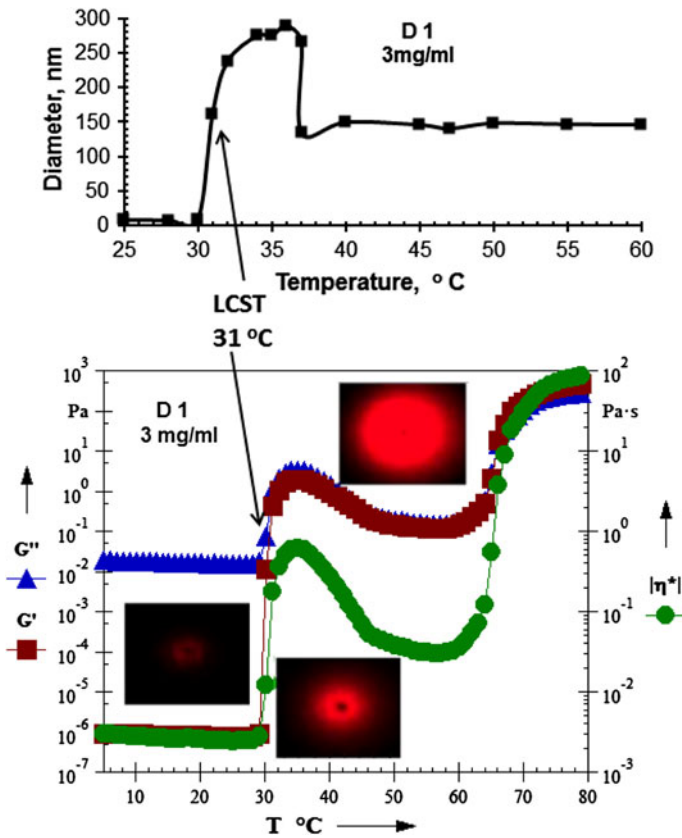 D 1
3mg/ml
Diameter, nm
300
250
200
150
100
50
0
25 30 35 40 45 50 55 60
Temperature, ° C
LCST
31 ºC
D 1
3 mg/ml
10³
Pa
10¹
10⁰
10⁻¹
10⁻²
10⁻³
10⁻⁴
10⁻⁵
10⁻⁶
10⁻⁷
G''
G'
10²
Pa·s
10¹
10⁰
10⁻¹
10⁻²
10⁻³
|η*|
10 20 30 40 50 60 70 80
T °C